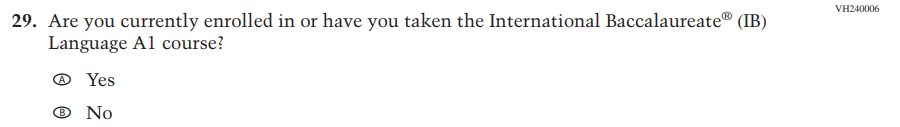 VH240006
29. Are you currently enrolled in or have you taken the International Baccalaureate® (IB)
Language A1 course?
Ⓐ Yes
Ⓑ No